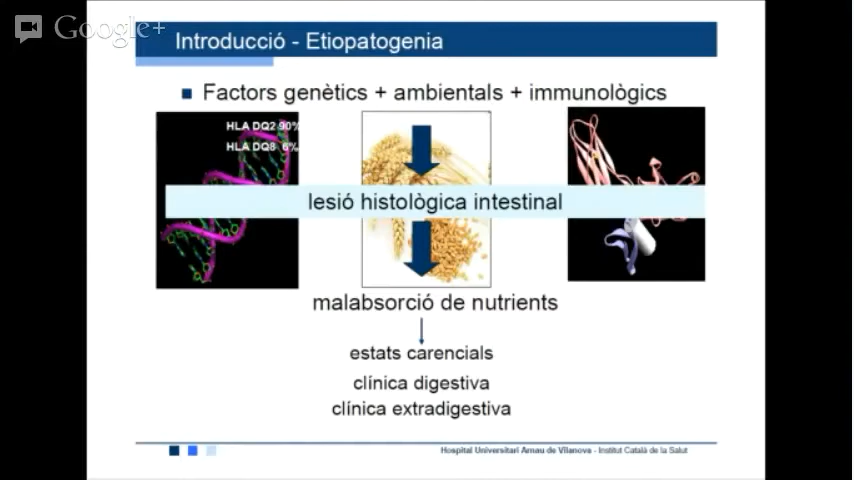 Google+
Introducció - Etiopatogenia
Factors genètics + ambientals + immunològics
HLA DQ2 90%
HLA DQ8 6%
lesió histològica intestinal
malabsorció de nutrients
estats carencials
clínica digestiva
clínica extradigestiva
Hospital Universitari Arnau de Vilanova - Institut Català de la Salut